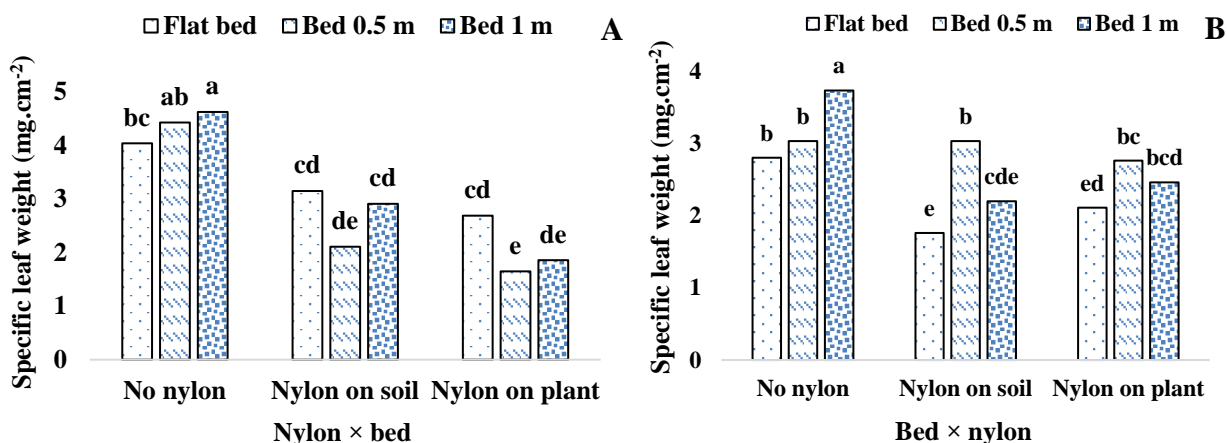 Flat bed Bed 0.5 m Bed 1 m A
Specific leaf weight (mg.cm-2)
5
4
3
2
1
0
bc ab a
cd de cd
cd e de
No nylon Nylon on soil Nylon on plant
Nylon × bed
Flat bed Bed 0.5 m Bed 1 m B
Specific leaf weight (mg.cm-2)
4
3
2
1
0
b b a
e b cde
ed bc bcd
No nylon Nylon on soil Nylon on plant
Bed × nylon